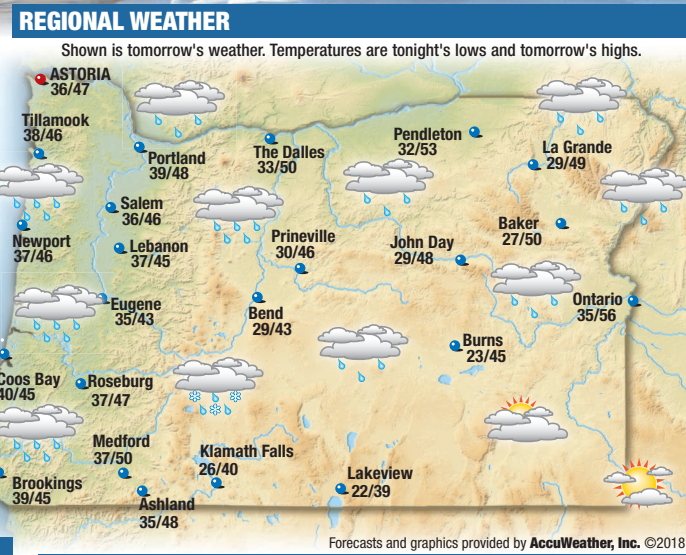 REGIONAL WEATHER
Shown is tomorrow's weather. Temperatures are tonight's lows and tomorrow's highs.
ASTORIA
36/47
Tillamook
38/46
Portland
39/48
The Dalles
33/50
Pendleton
32/53
La Grande
29/49
Salem
36/46
Newport
37/46
Lebanon
37/45
Prineville
30/46
John Day
29/48
Baker
27/50
Eugene
35/43
Bend
29/43
Ontario
35/56
Burns
23/45
Coos Bay
40/45
Roseburg
37/47
Medford
37/50
Klamath Falls
26/40
Lakeview
22/39
Brookings
39/45
Ashland
35/48
Forecasts and graphics provided by AccuWeather, Inc. ©2018